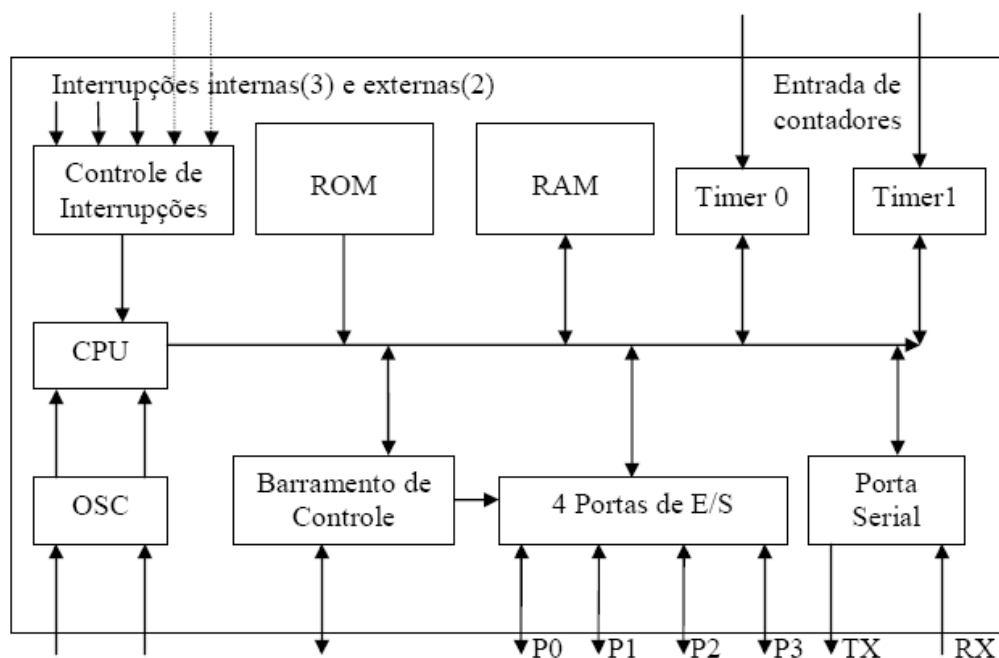 Interrupções internas(3) e externas(2)
Entrada de
contadores
Controle de
Interrupções
ROM
RAM
Timer 0
Timer1
CPU
OSC
Barramento de
Controle
4 Portas de E/S
Porta
Serial
P0
P1
P2
P3
TX
RX